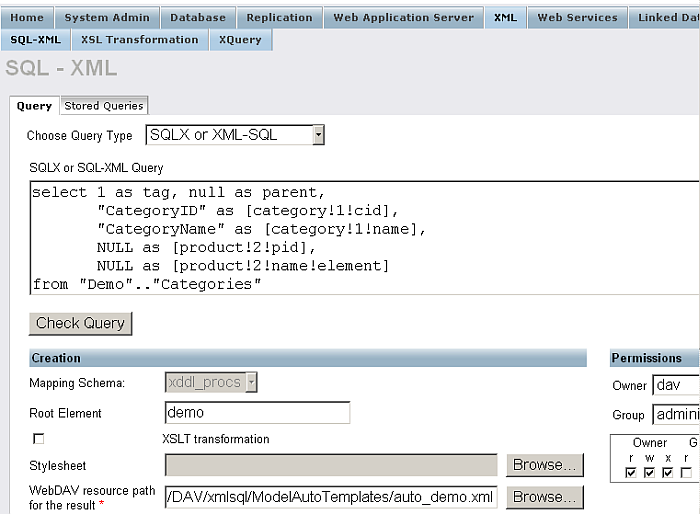 Home System Admin Database Replication Web Application Server XML Web Services Linked Dat
SQL-XML XSL Transformation XQuery
SQL - XML
Query Stored Queries
Choose Query Type SQLX or XML-SQL
SQLX or SQL-XML Query
select 1 as tag, null as parent,
"CategoryID" as [category!1!cid],
"CategoryName" as [category!1!name],
NULL as [product!2!pid],
NULL as [product!2!name!element]
from "Demo".."Categories"
Check Query
Creation Permissions
Mapping Schema: xddl_procs Owner dav
Root Element demo Group admini
XSLT transformation Owner G
r w x r
Stylesheet Browse...
WebDAV resource path
for the result * /DAV/xmlsql/ModelAutoTemplates/auto_demo.xml Browse...